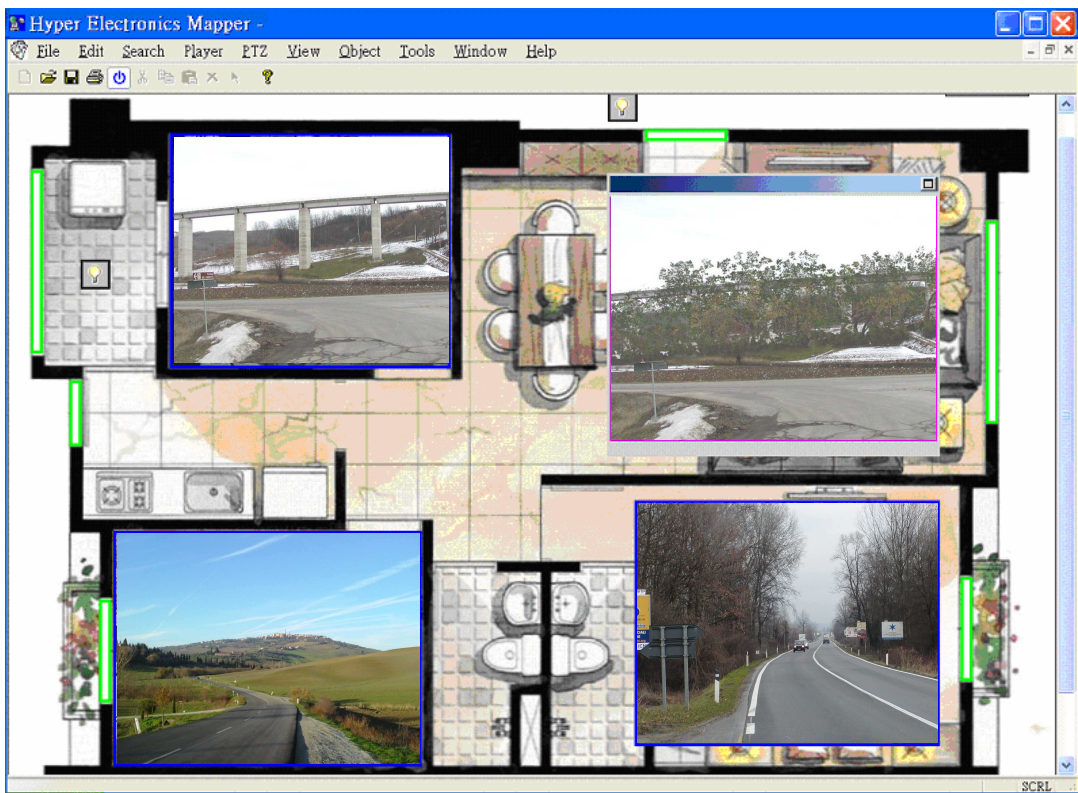 Hyper Electronics Mapper -
File Edit Search Player PTZ View Object Tools Window Help
SCRL